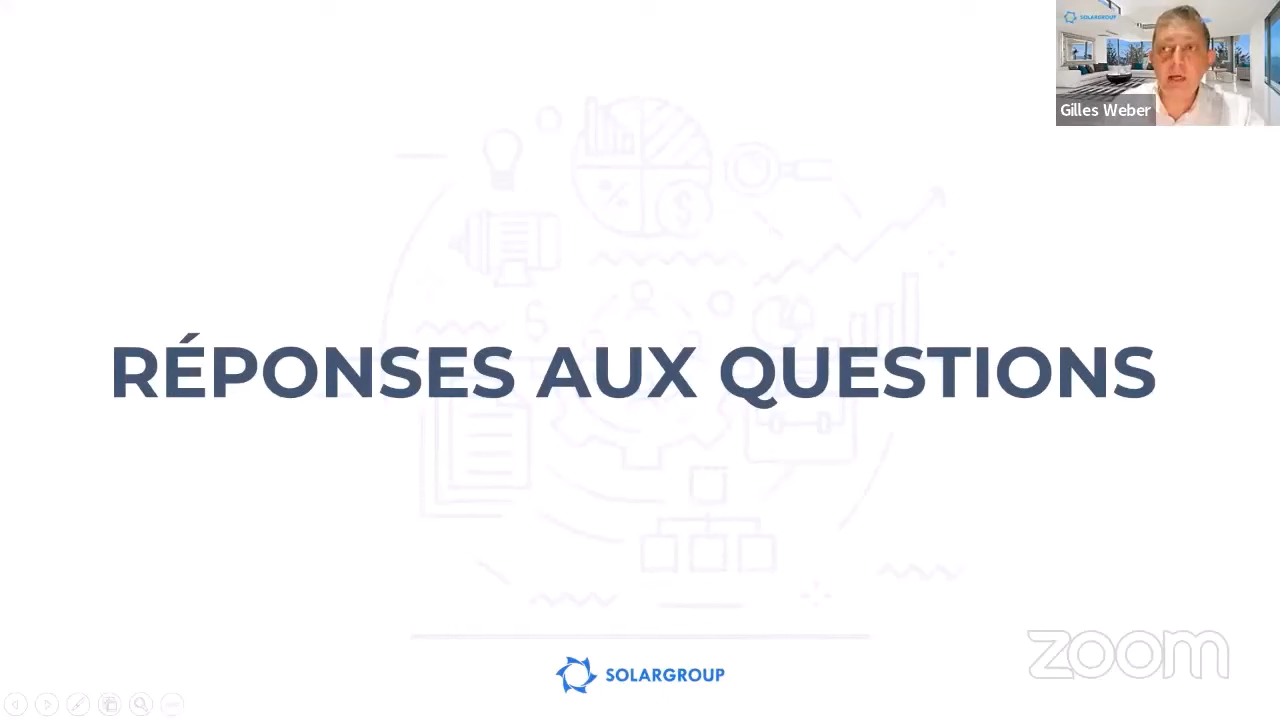 SOLARGROUP
Gilles Weber
RÉPONSES AUX QUESTIONS
SOLARGROUP
zoom